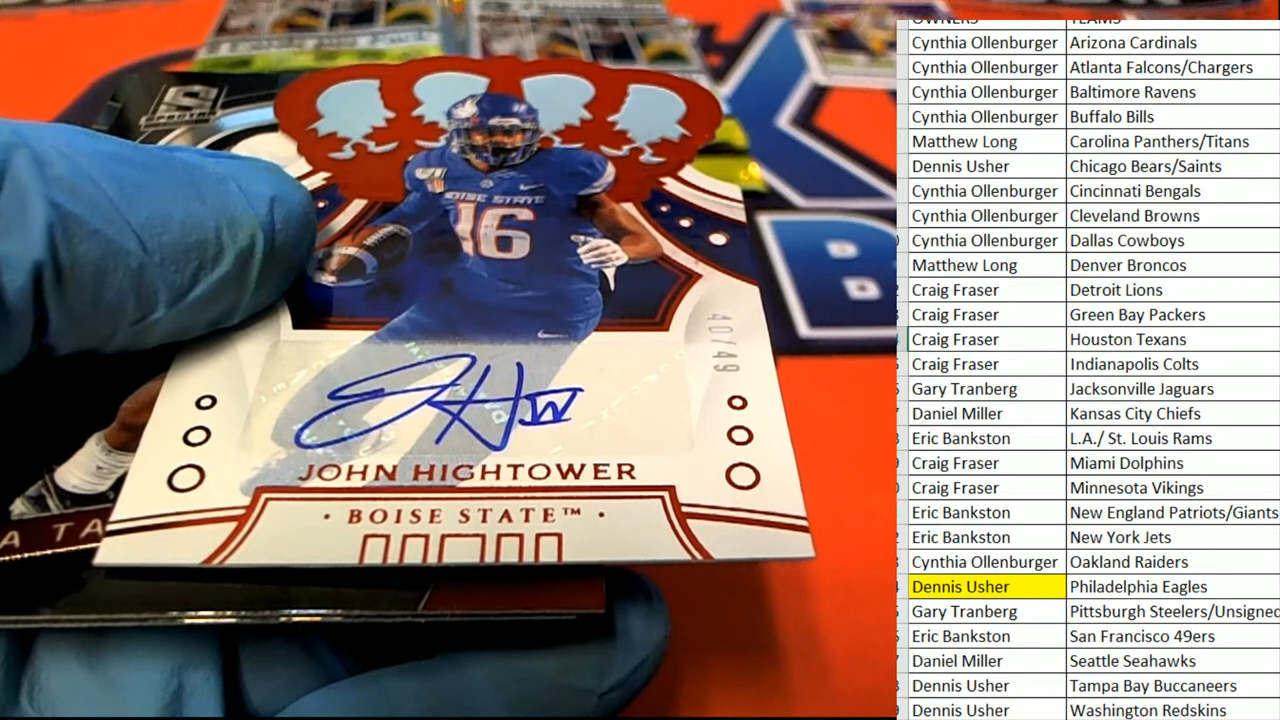 OWNERS TEAMS
Cynthia Ollenburger Arizona Cardinals
Cynthia Ollenburger Atlanta Falcons/Chargers
Cynthia Ollenburger Baltimore Ravens
Cynthia Ollenburger Buffalo Bills
Matthew Long Carolina Panthers/Titans
Dennis Usher Chicago Bears/Saints
Cynthia Ollenburger Cincinnati Bengals
Cynthia Ollenburger Cleveland Browns
Cynthia Ollenburger Dallas Cowboys
Matthew Long Denver Broncos
Craig Fraser Detroit Lions
Craig Fraser Green Bay Packers
Craig Fraser Houston Texans
Craig Fraser Indianapolis Colts
Gary Tranberg Jacksonville Jaguars
Daniel Miller Kansas City Chiefs
Eric Bankston L.A./ St. Louis Rams
Craig Fraser Miami Dolphins
Craig Fraser Minnesota Vikings
Eric Bankston New England Patriots/Giants
Eric Bankston New York Jets
Cynthia Ollenburger Oakland Raiders
Dennis Usher Philadelphia Eagles
Gary Tranberg Pittsburgh Steelers/Unsigned
Eric Bankston San Francisco 49ers
Daniel Miller Seattle Seahawks
Dennis Usher Tampa Bay Buccaneers
Dennis Usher Washington Redskins
BOISE STATE
16
40/49
JOHN HIGHTOWER
• BOISE STATE™ •
A TA
B